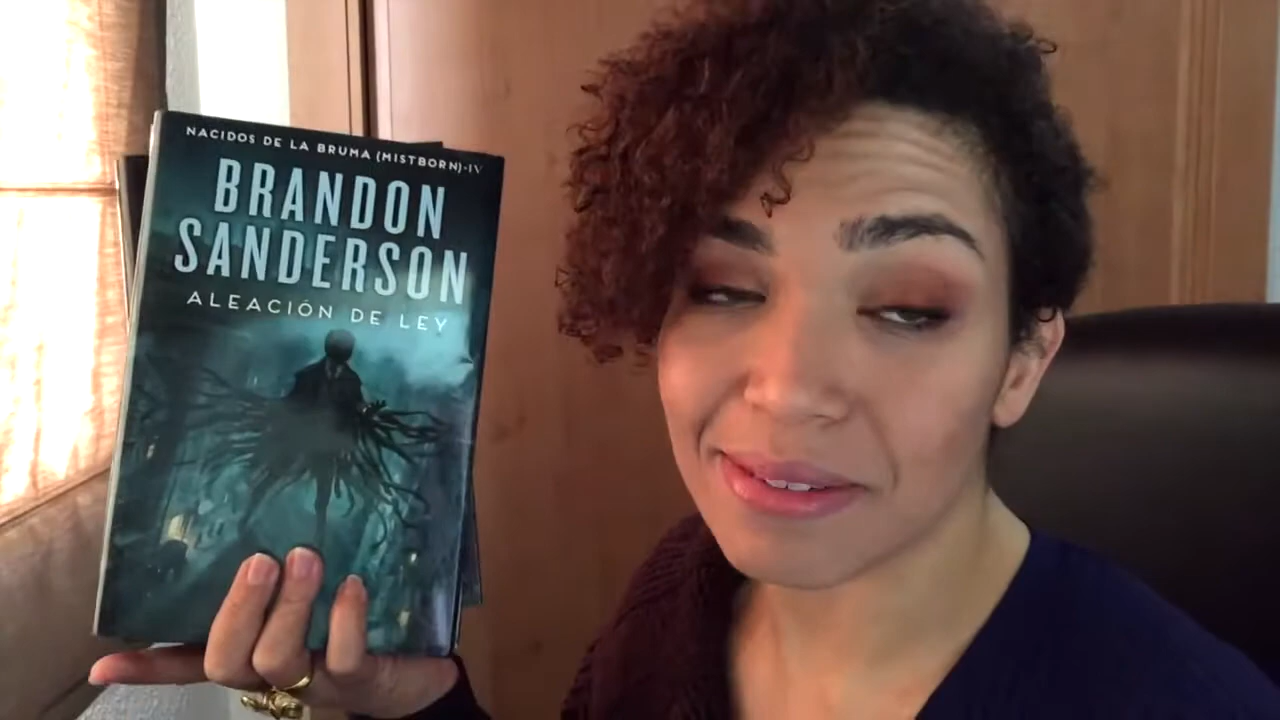 NACIDOS DE LA BRUMA (MISTBORN)-IV
BRANDON
SANDERSON
ALEACIÓN DE LEY